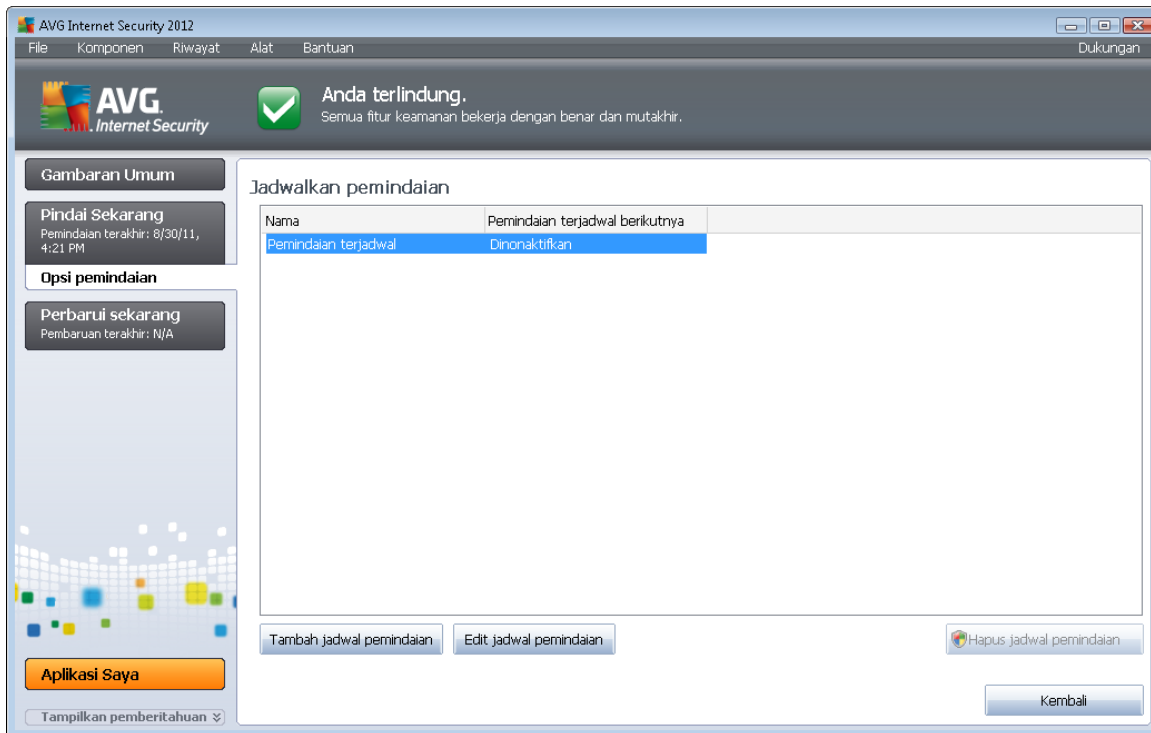 AVG Internet Security 2012
File Komponen Riwayat Alat Bantuan Dukungan
AVG.
Internet Security
Anda terlindung.
Semua fitur keamanan bekerja dengan benar dan mutakhir.
Gambaran Umum
Pindai Sekarang
Pemindaian terakhir: 8/30/11,
4:21 PM
Opsi pemindaian
Perbarui sekarang
Pembaruan terakhir: N/A
Aplikasi Saya
Tampilkan pemberitahuan
Jadwalkan pemindaian
Nama Pemindaian terjadwal berikutnya
Pemindaian terjadwal Dinonaktifkan
Tambah jadwal pemindaian Edit jadwal pemindaian Hapus jadwal pemindaian
Kembali